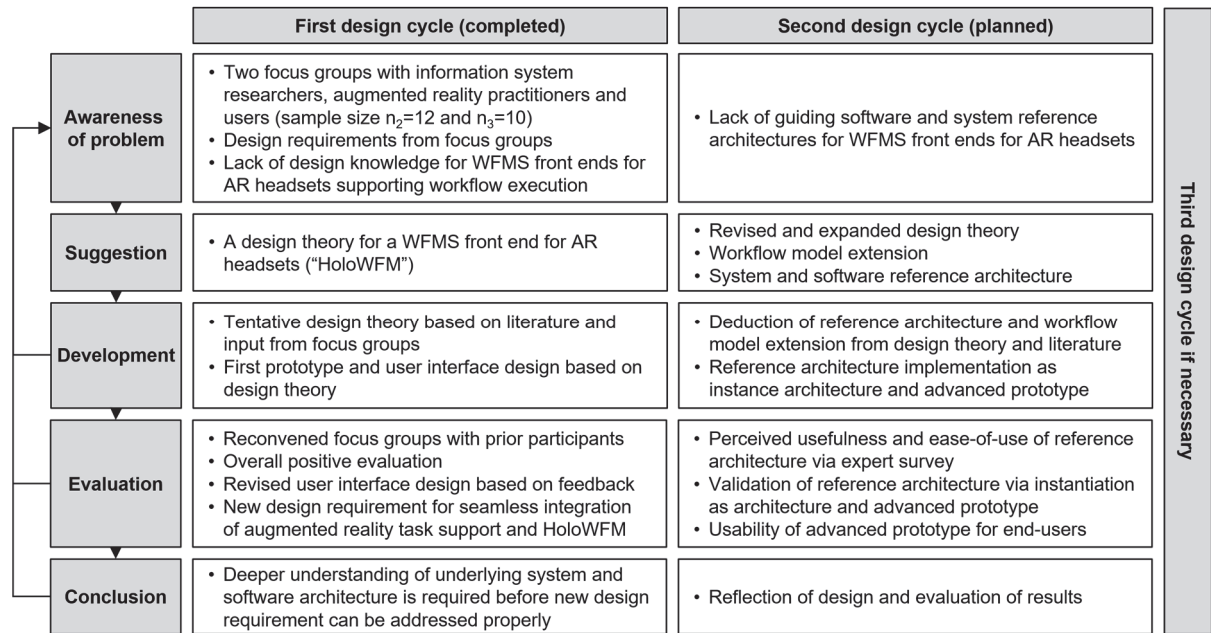 First design cycle (completed)
Second design cycle (planned)
Awareness
of problem
• Two focus groups with information system
researchers, augmented reality practitioners and
users (sample size n₂=12 and n₃=10)
• Design requirements from focus groups
• Lack of design knowledge for WFMS front ends for
AR headsets supporting workflow execution
• Lack of guiding software and system reference
architectures for WFMS front ends for AR headsets
Suggestion
• A design theory for a WFMS front end for AR
headsets (“HoloWFM”)
• Revised and expanded design theory
• Workflow model extension
• System and software reference architecture
Development
• Tentative design theory based on literature and
input from focus groups
• First prototype and user interface design based on
design theory
• Deduction of reference architecture and workflow
model extension from design theory and literature
• Reference architecture implementation as
instance architecture and advanced prototype
Evaluation
• Reconvened focus groups with prior participants
• Overall positive evaluation
• Revised user interface design based on feedback
• New design requirement for seamless integration
of augmented reality task support and HoloWFM
• Perceived usefulness and ease-of-use of reference
architecture via expert survey
• Validation of reference architecture via instantiation
as architecture and advanced prototype
• Usability of advanced prototype for end-users
Conclusion
• Deeper understanding of underlying system and
software architecture is required before new design
requirement can be addressed properly
• Reflection of design and evaluation of results
Third design cycle if necessary